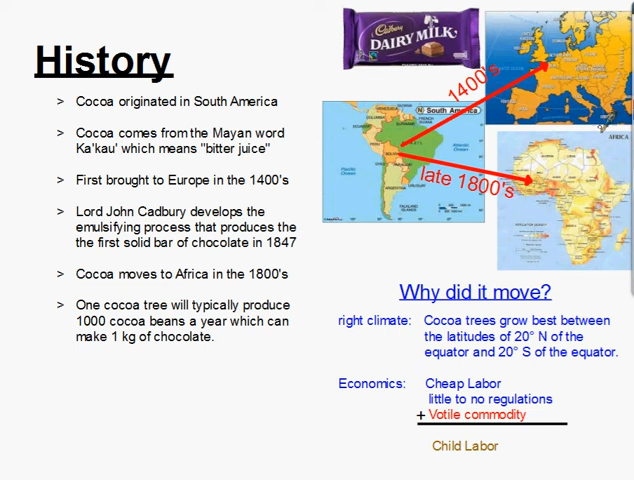 History
> Cocoa originated in South America
> Cocoa comes from the Mayan word
Ka'kau' which means "bitter juice"
> First brought to Europe in the 1400's
> Lord John Cadbury develops the
emulsifying process that produces the
the first solid bar of chocolate in 1847
> Cocoa moves to Africa in the 1800's
> One cocoa tree will typically produce
1000 cocoa beans a year which can
make 1 kg of chocolate.
Cadbury
DAIRY MILK
1400's
South America
late 1800's
AFRICA
Why did it move?
right climate: Cocoa trees grow best between
the latitudes of 20° N of the
equator and 20° S of the equator.
Economics: Cheap Labor
little to no regulations
+ Votile commodity
Child Labor